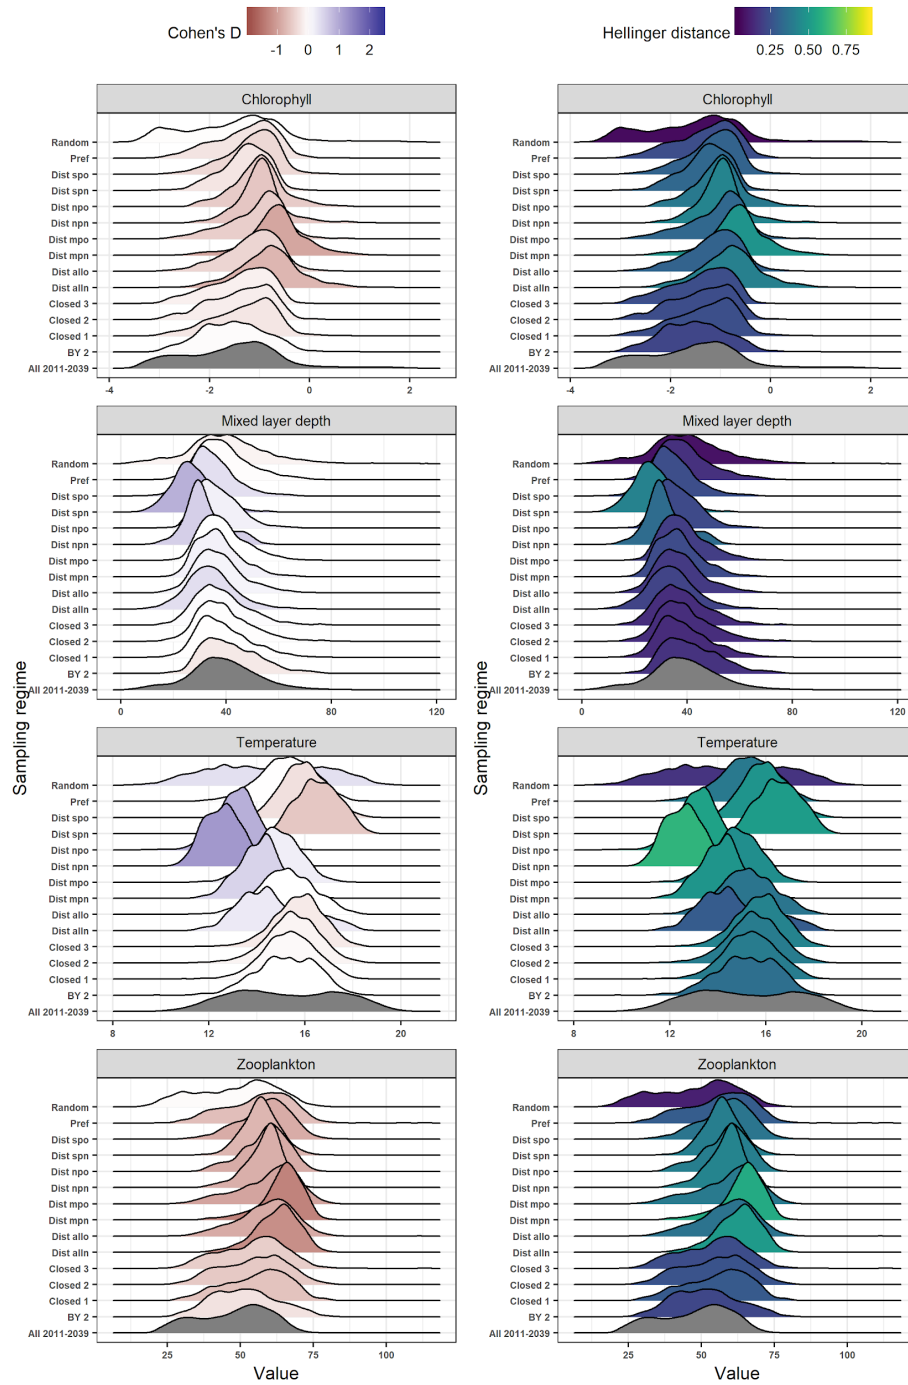 Cohen's D
-1 0 1 2
Hellinger distance
0.25 0.50 0.75
Sampling regime
Chlorophyll
Random
Pref
Dist spo
Dist spn
Dist npo
Dist npn
Dist mpo
Dist mpn
Dist allo
Dist alln
Closed 3
Closed 2
Closed 1
BY 2
All 2011-2039
-4 -2 0 2
Mixed layer depth
Random
Pref
Dist spo
Dist spn
Dist npo
Dist npn
Dist mpo
Dist mpn
Dist allo
Dist alln
Closed 3
Closed 2
Closed 1
BY 2
All 2011-2039
0 40 80 120
Temperature
Random
Pref
Dist spo
Dist spn
Dist npo
Dist npn
Dist mpo
Dist mpn
Dist allo
Dist alln
Closed 3
Closed 2
Closed 1
BY 2
All 2011-2039
8 12 16 20
Zooplankton
Random
Pref
Dist spo
Dist spn
Dist npo
Dist npn
Dist mpo
Dist mpn
Dist allo
Dist alln
Closed 3
Closed 2
Closed 1
BY 2
All 2011-2039
25 50 75 100
Value
Sampling regime
Chlorophyll
Random
Pref
Dist spo
Dist spn
Dist npo
Dist npn
Dist mpo
Dist mpn
Dist allo
Dist alln
Closed 3
Closed 2
Closed 1
BY 2
All 2011-2039
-4 -2 0 2
Mixed layer depth
Random
Pref
Dist spo
Dist spn
Dist npo
Dist npn
Dist mpo
Dist mpn
Dist allo
Dist alln
Closed 3
Closed 2
Closed 1
BY 2
All 2011-2039
0 40 80 120
Temperature
Random
Pref
Dist spo
Dist spn
Dist npo
Dist npn
Dist mpo
Dist mpn
Dist allo
Dist alln
Closed 3
Closed 2
Closed 1
BY 2
All 2011-2039
8 12 16 20
Zooplankton
Random
Pref
Dist spo
Dist spn
Dist npo
Dist npn
Dist mpo
Dist mpn
Dist allo
Dist alln
Closed 3
Closed 2
Closed 1
BY 2
All 2011-2039
25 50 75 100
Value